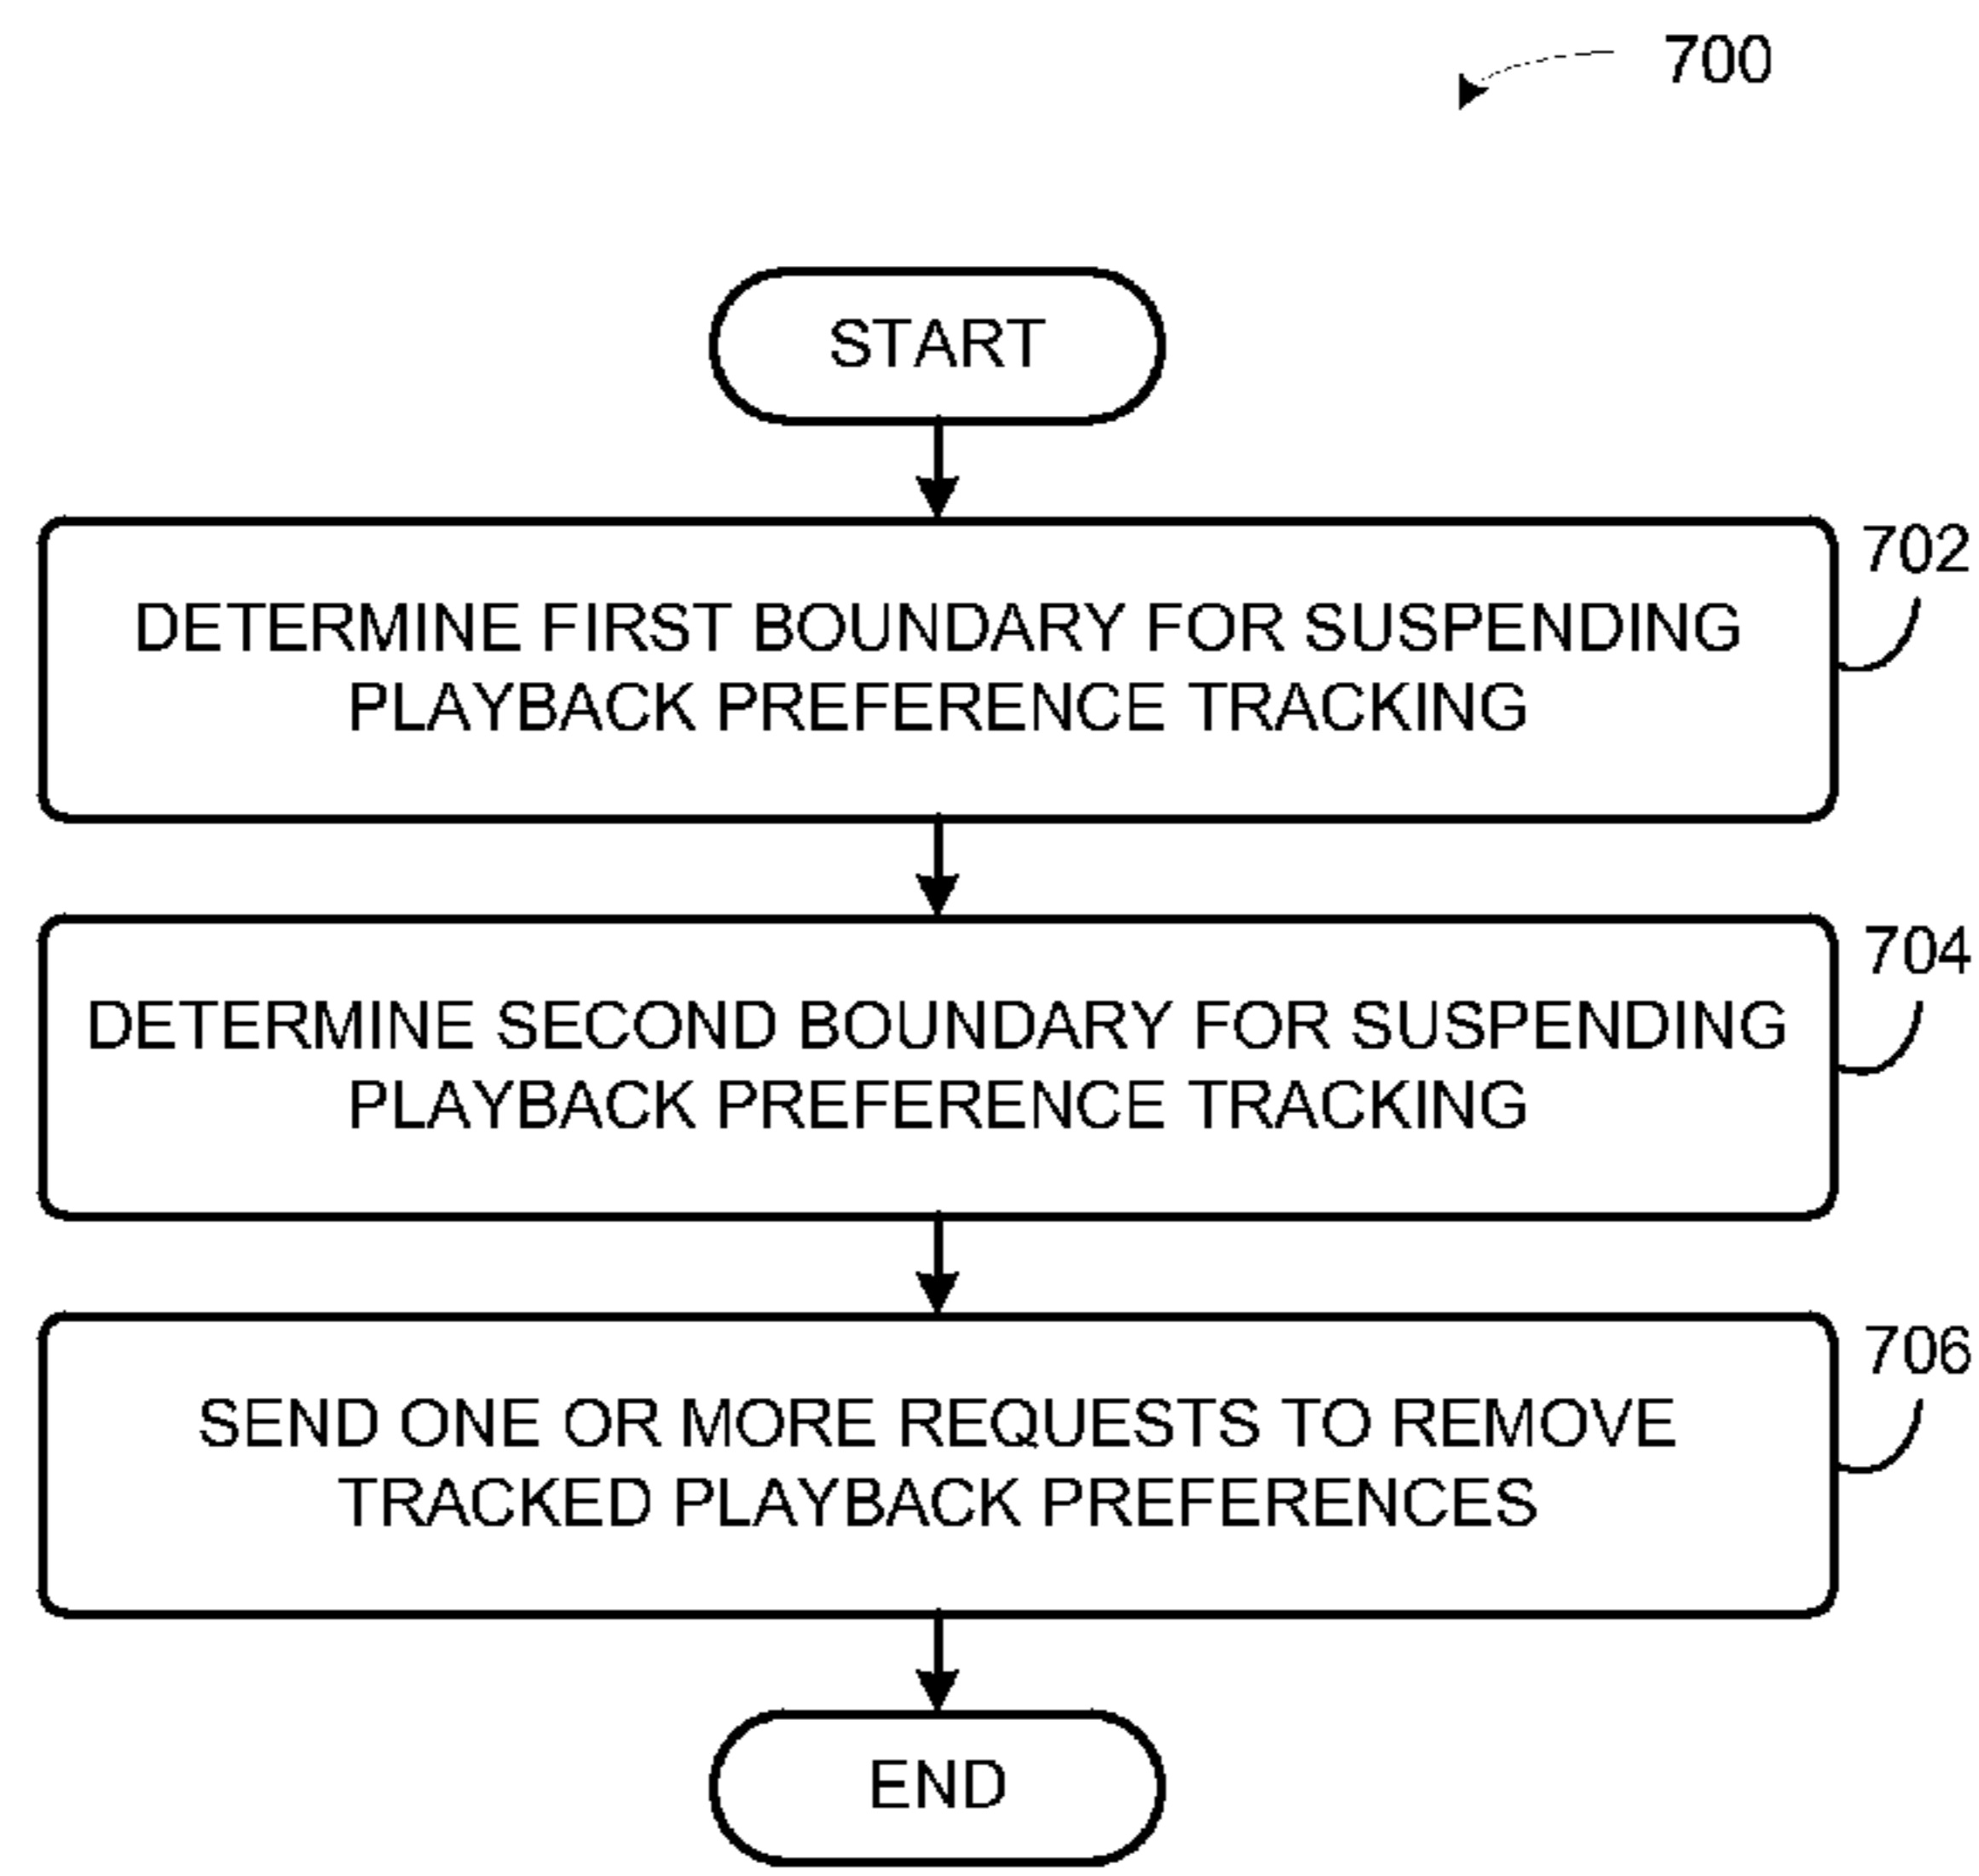 700
START
702
DETERMINE FIRST BOUNDARY FOR SUSPENDING
PLAYBACK PREFERENCE TRACKING
704
DETERMINE SECOND BOUNDARY FOR SUSPENDING
PLAYBACK PREFERENCE TRACKING
706
SEND ONE OR MORE REQUESTS TO REMOVE
TRACKED PLAYBACK PREFERENCES
END